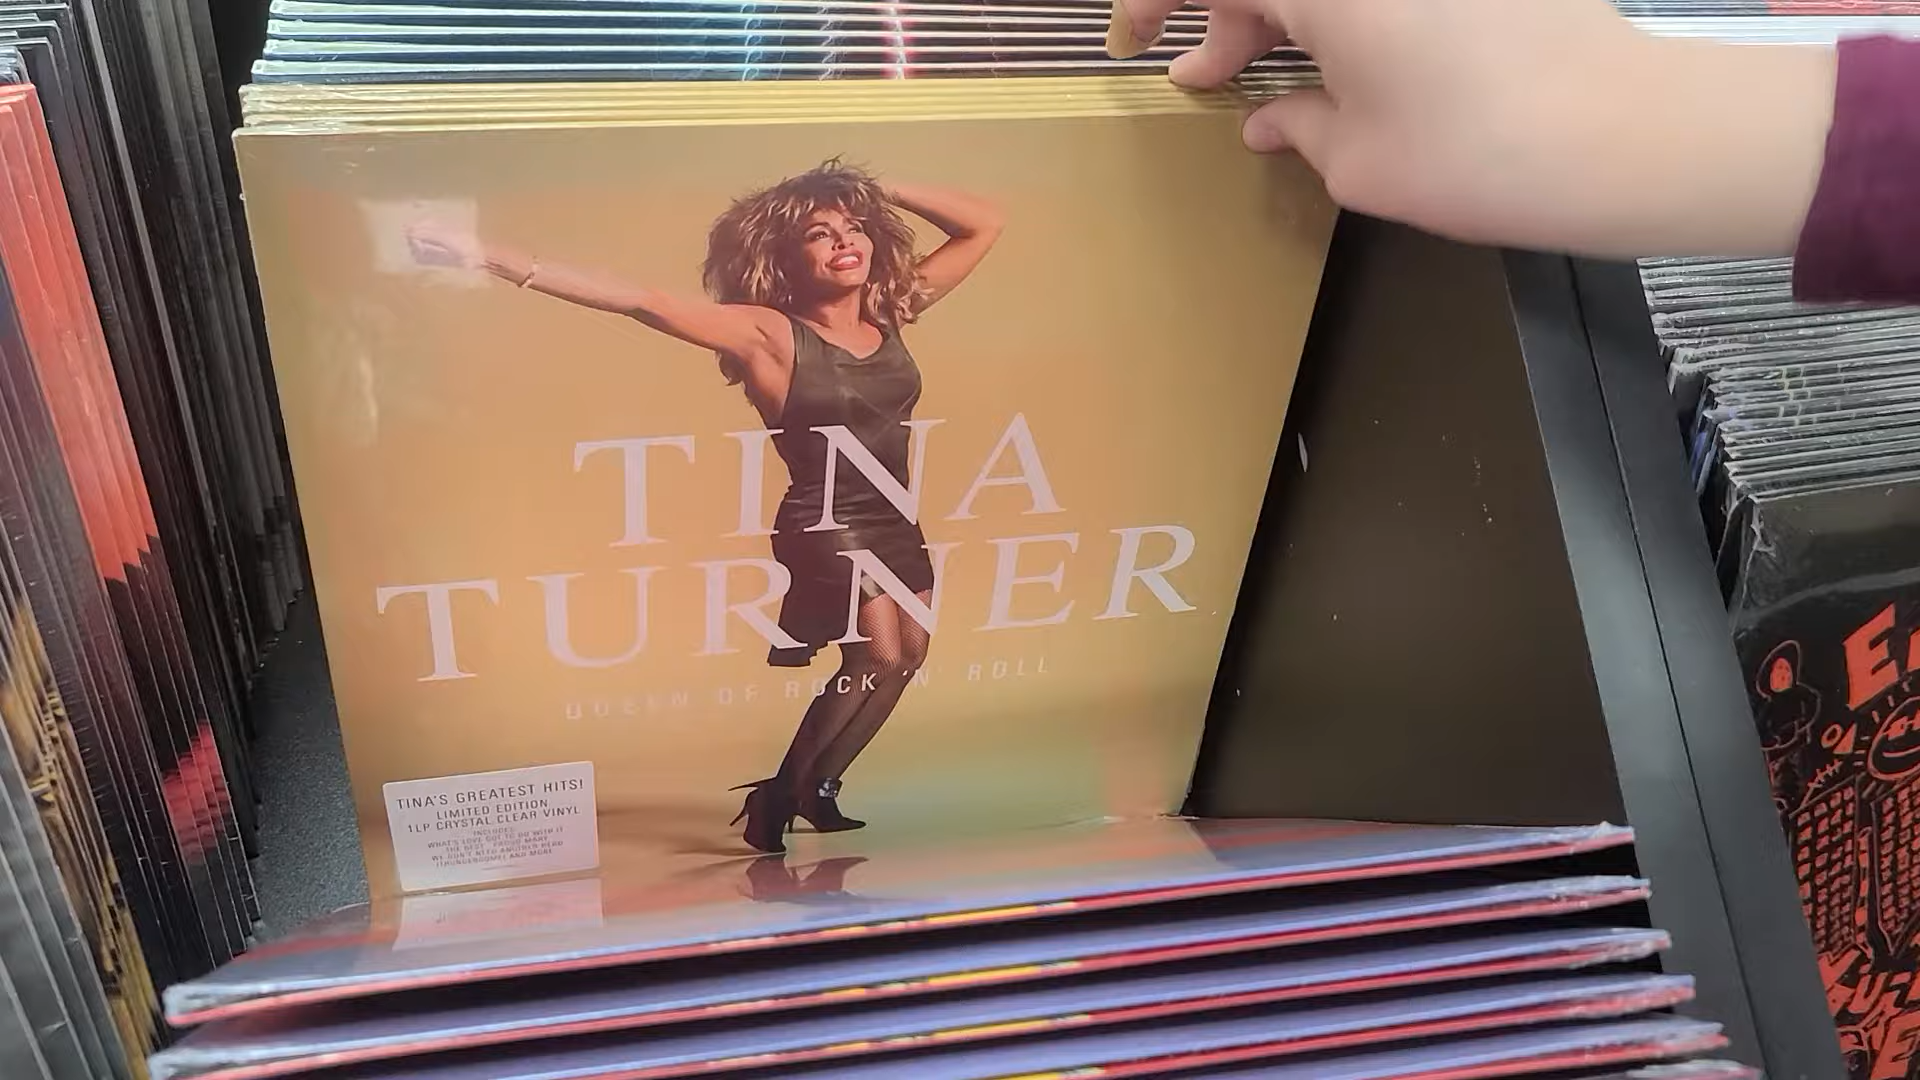 TINA
TURNER
QUEEN OF ROCK 'N' ROLL
TINA'S GREATEST HITS!
LIMITED EDITION
1LP CRYSTAL CLEAR VINYL
INCLUDES
WHAT'S LOVE GOT TO DO WITH IT
THE BEST · PROUD MARY
WE DON'T NEED ANOTHER HERO
(THUNDERDOME) AND MORE